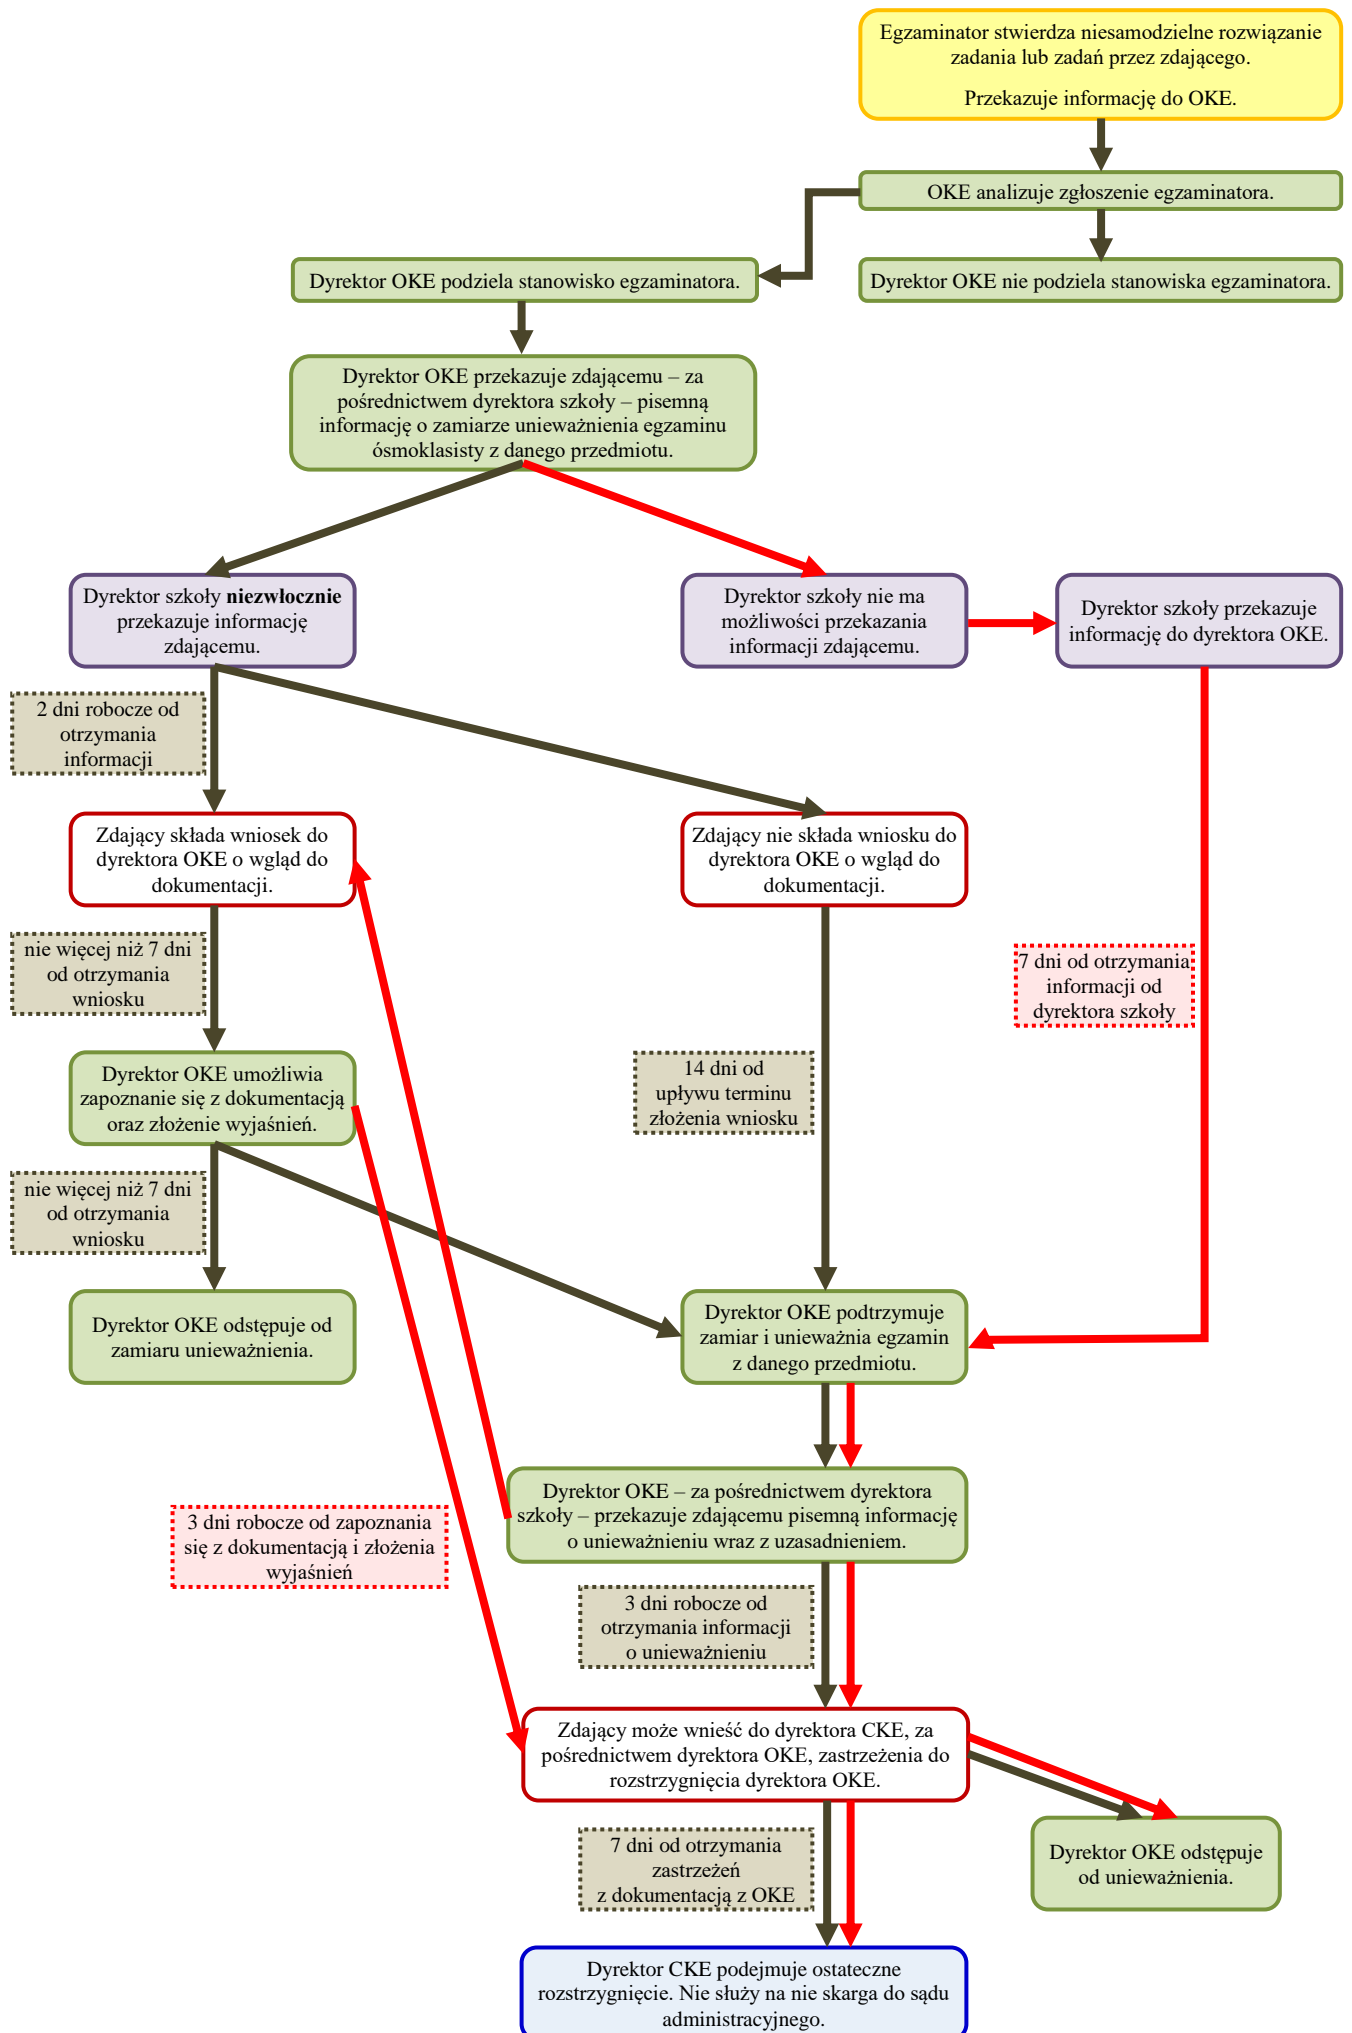 Egzaminator stwierdza niesamodzielne rozwiązanie
zadania lub zadań przez zdającego.
Przekazuje informację do OKE.
OKE analizuje zgłoszenie egzaminatora.
Dyrektor OKE podziela stanowisko egzaminatora.
Dyrektor OKE nie podziela stanowiska egzaminatora.
Dyrektor OKE przekazuje zdającemu – za
pośrednictwem dyrektora szkoły – pisemną
informację o zamiarze unieważnienia egzaminu
ósmoklasisty z danego przedmiotu.
Dyrektor szkoły niezwłocznie
przekazuje informację
zdającemu.
Dyrektor szkoły nie ma
możliwości przekazania
informacji zdającemu.
Dyrektor szkoły przekazuje
informację do dyrektora OKE.
2 dni robocze od
otrzymania
informacji
Zdający składa wniosek do
dyrektora OKE o wgląd do
dokumentacji.
Zdający nie składa wniosku do
dyrektora OKE o wgląd do
dokumentacji.
nie więcej niż 7 dni
od otrzymania
wniosku
7 dni od otrzymania
informacji od
dyrektora szkoły
Dyrektor OKE umożliwia
zapoznanie się z dokumentacją
oraz złożenie wyjaśnień.
14 dni od
upływu terminu
złożenia wniosku
nie więcej niż 7 dni
od otrzymania
wniosku
Dyrektor OKE odstępuje od
zamiaru unieważnienia.
Dyrektor OKE podtrzymuje
zamiar i unieważnia egzamin
z danego przedmiotu.
Dyrektor OKE – za pośrednictwem dyrektora
szkoły – przekazuje zdającemu pisemną informację
o unieważnieniu wraz z uzasadnieniem.
3 dni robocze od zapoznania
się z dokumentacją i złożenia
wyjaśnień
3 dni robocze od
otrzymania informacji
o unieważnieniu
Zdający może wnieść do dyrektora CKE, za
pośrednictwem dyrektora OKE, zastrzeżenia do
rozstrzygnięcia dyrektora OKE.
7 dni od otrzymania
zastrzeżeń
z dokumentacją z OKE
Dyrektor OKE odstępuje
od unieważnienia.
Dyrektor CKE podejmuje ostateczne
rozstrzygnięcie. Nie służy na nie skarga do sądu
administracyjnego.